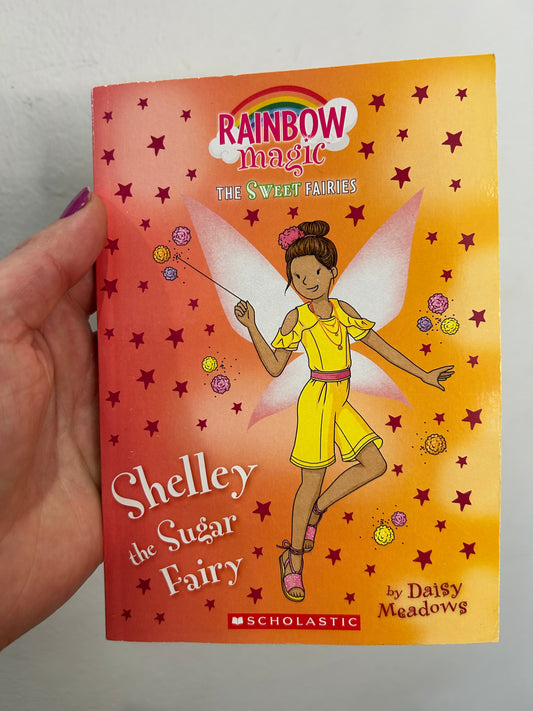 RAINBOW
magic
THE SWEET FAIRIES
Shelley
the Sugar
Fairy
by Daisy
Meadows
SCHOLASTIC